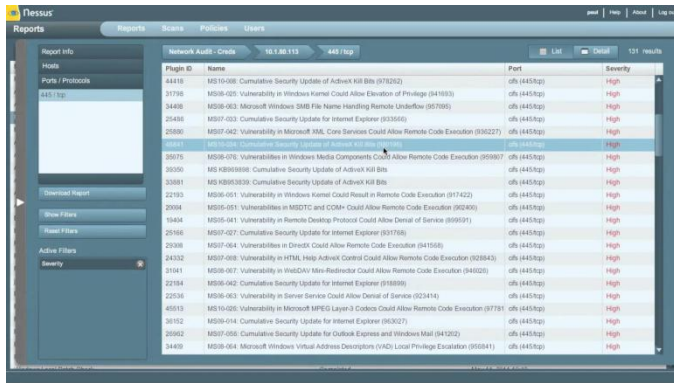 Nessus
paul | Help | About | Log out
Reports
Reports Scans Policies Users
Report Info
Hosts
Ports / Protocols
445 / tcp
Download Report
Show Filters
Reset Filters
Active Filters
Severity
Network Audit - Creds 10.1.80.113 445 / tcp List Detail 131 results
Plugin ID Name Port Severity
44416 MS10-008: Cumulative Security Update of ActiveX Kill Bits (978262) cifs (445/tcp) High
31798 MS08-025: Vulnerability in Windows Kernel Could Allow Elevation of Privilege (941693) cifs (445/tcp) High
34408 MS08-063: Microsoft Windows SMB File Name Handling Remote Underflow (957095) cifs (445/tcp) High
25488 MS07-033: Cumulative Security Update for Internet Explorer (933566) cifs (445/tcp) High
25880 MS07-042: Vulnerability in Microsoft XML Core Services Could Allow Remote Code Execution (936227) cifs (445/tcp) High
MS10-034: Cumulative Security Update of ActiveX Kill Bits cifs (445/tcp) High
35075 MS08-076: Vulnerabilities in Windows Media Components Could Allow Remote Code Execution (959807 cifs (445/tcp) High
39350 MS KB969898: Cumulative Security Update of ActiveX Kill Bits cifs (445/tcp) High
33881 MS KB953839: Cumulative Security Update of ActiveX Kill Bits cifs (445/tcp) High
22193 MS06-051: Vulnerability in Windows Kernel Could Result in Remote Code Execution (917422) cifs (445/tcp) High
20004 MS05-051: Vulnerabilities in MSDTC and COM+ Could Allow Remote Code Execution (902400) cifs (445/tcp) High
19404 MS05-041: Vulnerability in Remote Desktop Protocol Could Allow Denial of Service (899591) cifs (445/tcp) High
25166 MS07-027: Cumulative Security Update for Internet Explorer (931768) cifs (445/tcp) High
29308 MS07-064: Vulnerabilities in DirectX Could Allow Remote Code Execution (941568) cifs (445/tcp) High
24332 MS07-008: Vulnerability in HTML Help ActiveX Control Could Allow Remote Code Execution (928843) cifs (445/tcp) High
31041 MS08-007: Vulnerability in WebDAV Mini-Redirector Could Allow Remote Code Execution (946026) cifs (445/tcp) High
22184 MS06-042: Cumulative Security Update for Internet Explorer (918899) cifs (445/tcp) High
22536 MS06-063: Vulnerability in Server Service Could Allow Denial of Service (923414) cifs (445/tcp) High
45513 MS10-026: Vulnerability in Microsoft MPEG Layer-3 Codecs Could Allow Remote Code Execution (97781 cifs (445/tcp) High
36152 MS09-014: Cumulative Security Update for Internet Explorer (963027) cifs (445/tcp) High
26962 MS07-056: Cumulative Security Update for Outlook Express and Windows Mail (941202) cifs (445/tcp) High
34409 MS08-064: Microsoft Windows Virtual Address Descriptors (VAD) Local Privilege Escalation (956841) cifs (445/tcp) High